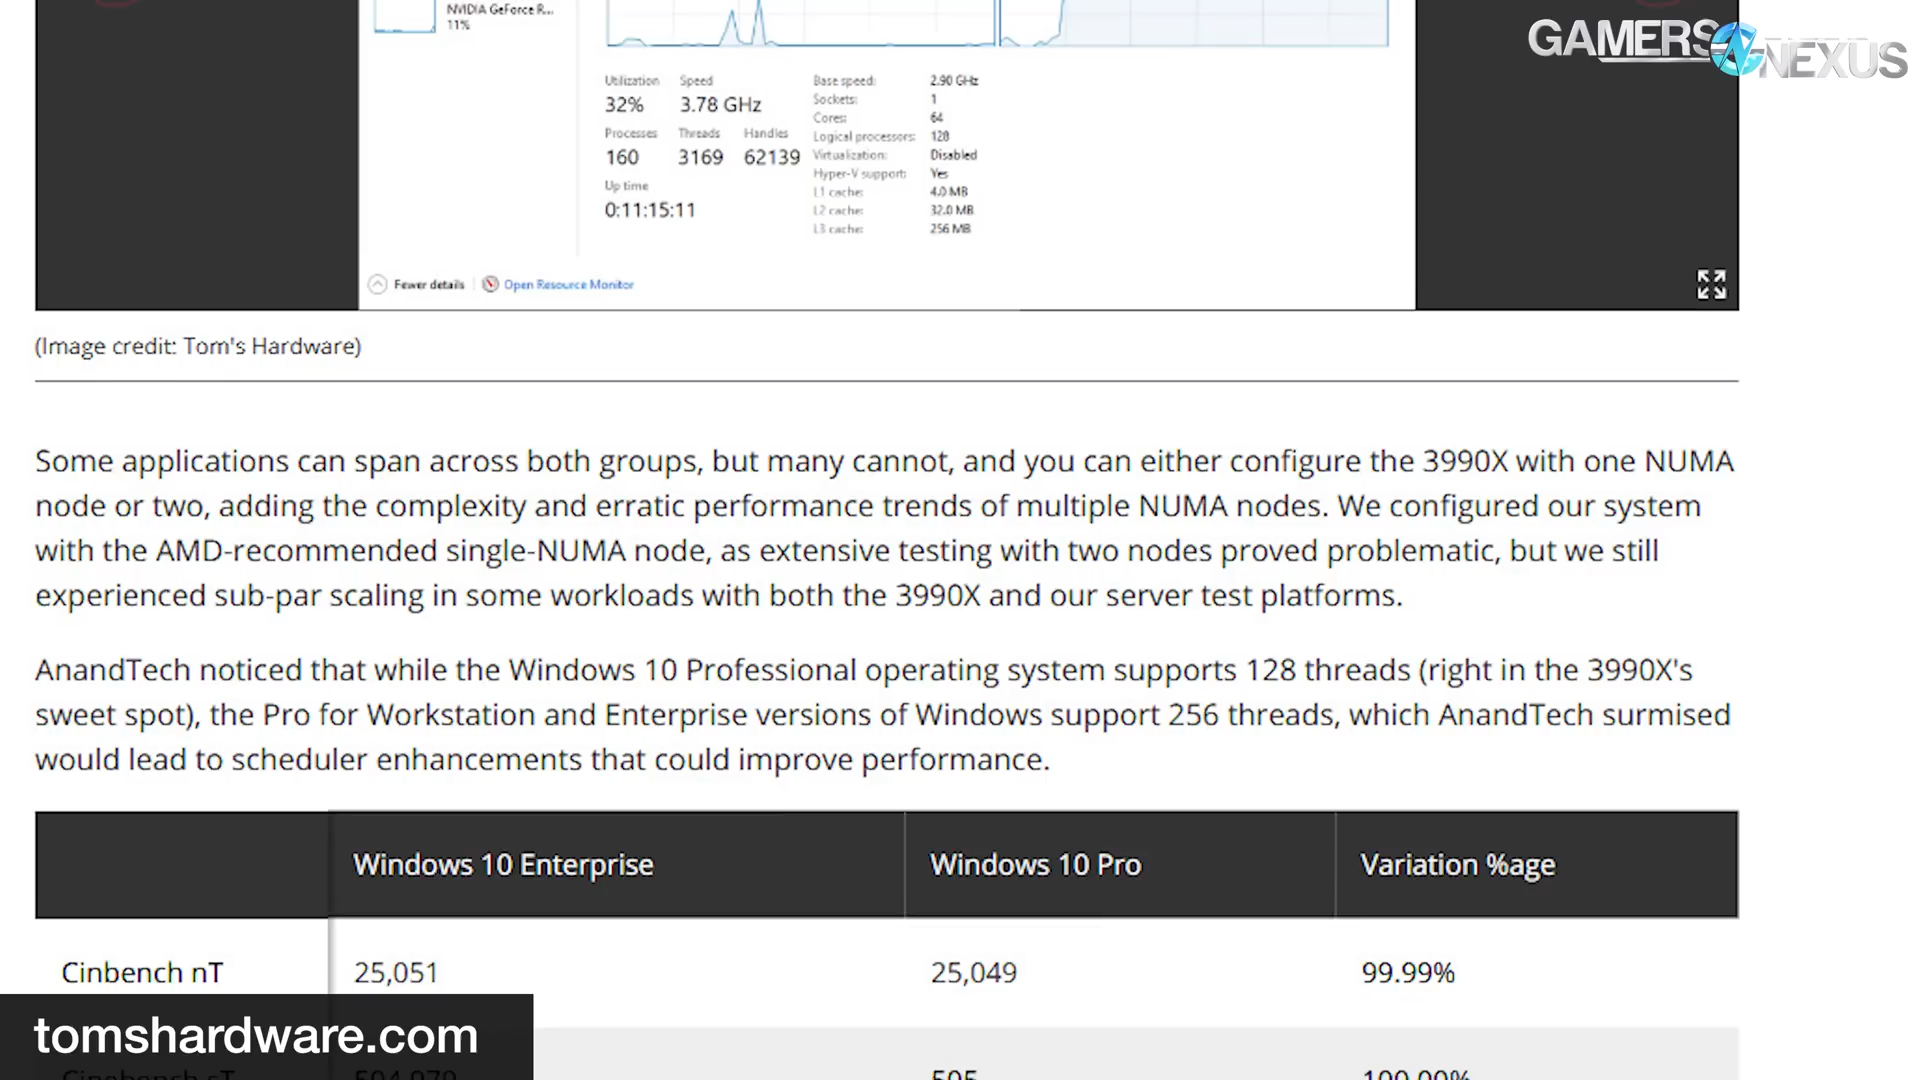 NVIDIA GeForce R...
11%
GAMERS NEXUS
Utilization Speed
32% 3.78 GHz
Processes Threads Handles
160 3169 62139
Up time
0:11:15:11
Base speed: 2.90 GHz
Sockets: 1
Cores: 64
Logical processors: 128
Virtualization: Disabled
Hyper-V support: Yes
L1 cache: 4.0 MB
L2 cache: 32.0 MB
L3 cache: 256 MB
Fewer details Open Resource Monitor
(Image credit: Tom's Hardware)
Some applications can span across both groups, but many cannot, and you can either configure the 3990X with one NUMA
node or two, adding the complexity and erratic performance trends of multiple NUMA nodes. We configured our system
with the AMD-recommended single-NUMA node, as extensive testing with two nodes proved problematic, but we still
experienced sub-par scaling in some workloads with both the 3990X and our server test platforms.
AnandTech noticed that while the Windows 10 Professional operating system supports 128 threads (right in the 3990X's
sweet spot), the Pro for Workstation and Enterprise versions of Windows support 256 threads, which AnandTech surmised
would lead to scheduler enhancements that could improve performance.
Windows 10 Enterprise Windows 10 Pro Variation %age
Cinbench nT 25,051 25,049 99.99%
tomshardware.com